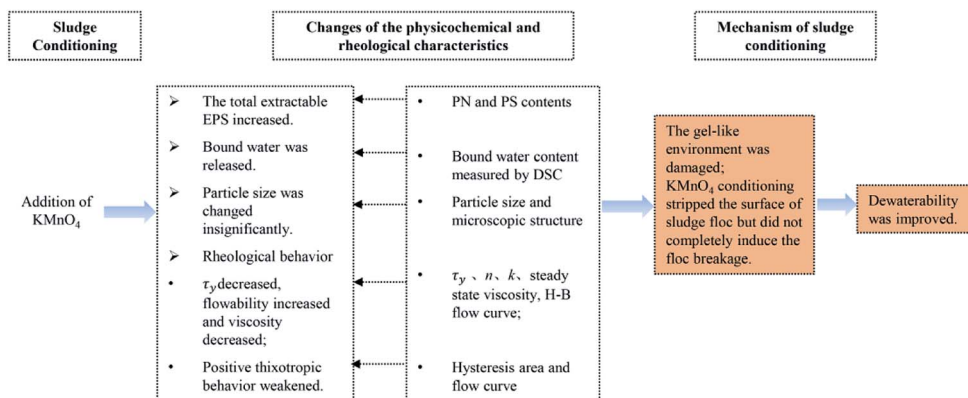 Sludge
Conditioning
Changes of the physicochemical and
rheological characteristics
Mechanism of sludge
conditioning
Addition of
KMnO₄
➢ The total extractable
EPS increased.
➢ Bound water was
released.
➢ Particle size was
changed
insignificantly.
➢ Rheological behavior
• τy decreased,
flowability increased
and viscosity
decreased;
• Positive thixotropic
behavior weakened.
• PN and PS contents
• Bound water content
measured by DSC
• Particle size and
microscopic structure
• τy 、n、k、steady
state viscosity, H-B
flow curve;
• Hysteresis area and
flow curve
The gel-like
environment was
damaged;
KMnO₄ conditioning
stripped the surface of
sludge floc but did not
completely induce the
floc breakage.
Dewaterability
was improved.